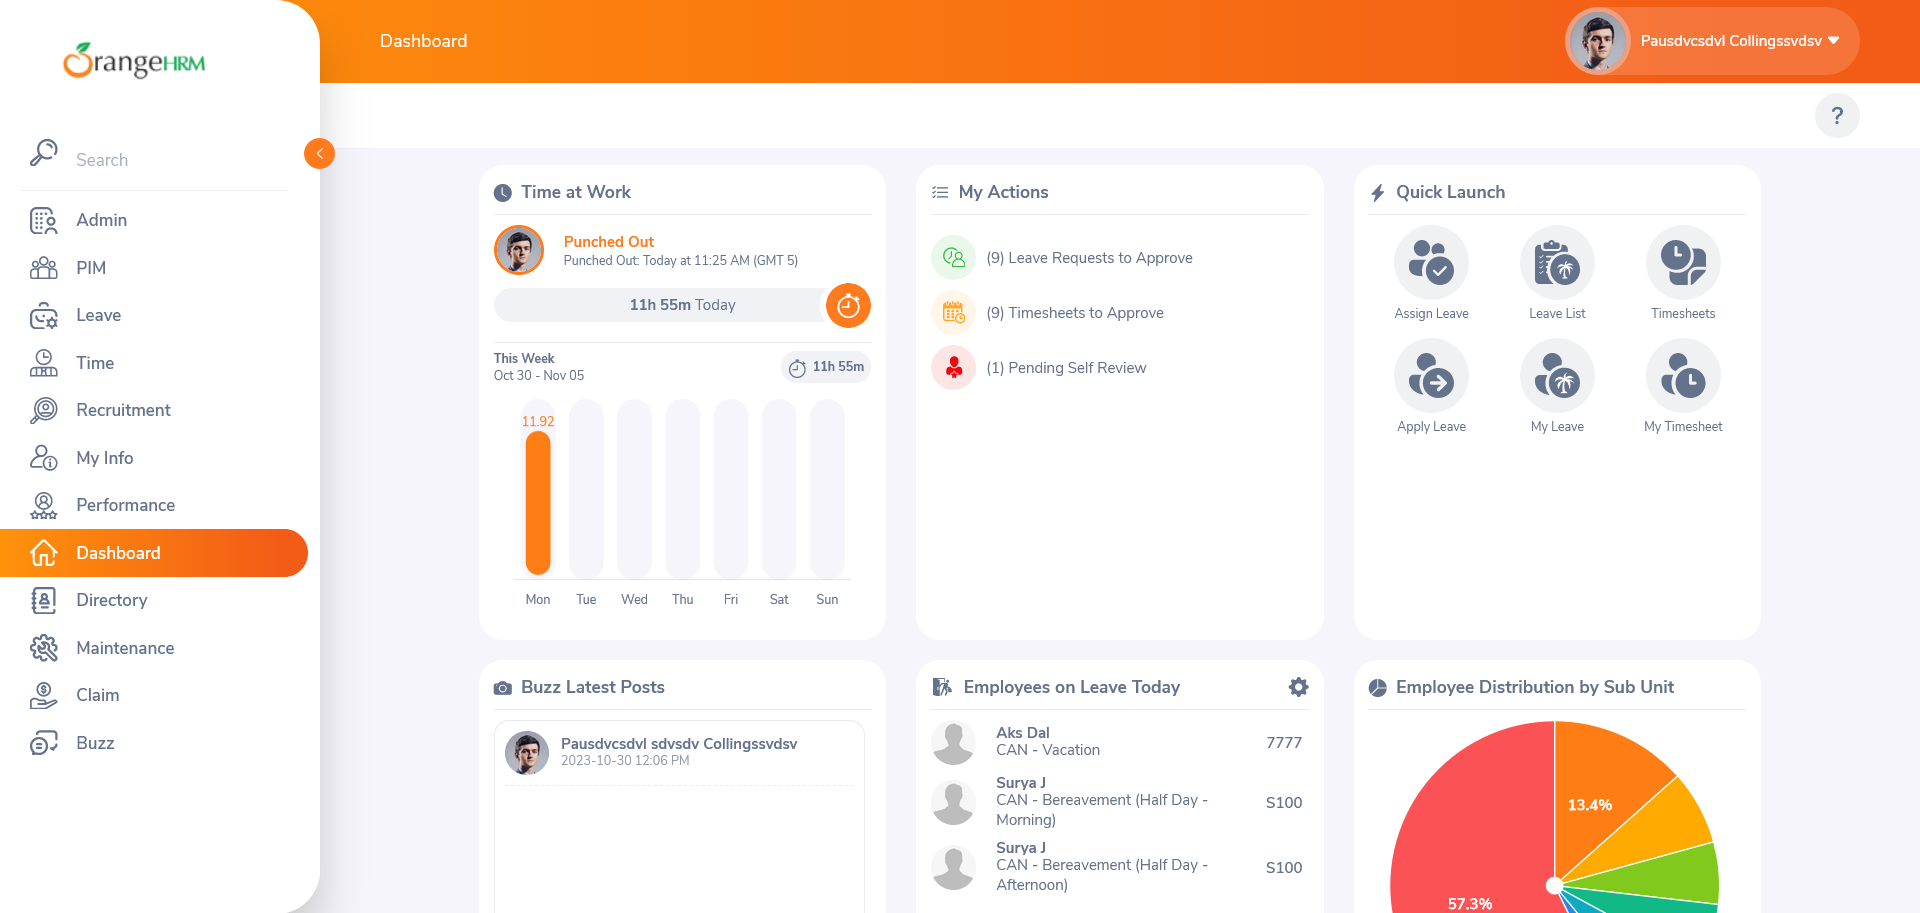 OrangeHRM
Dashboard
Pausdvcsdvl Collingssvdsv
?
Search
Admin
PIM
Leave
Time
Recruitment
My Info
Performance
Dashboard
Directory
Maintenance
Claim
Buzz
Time at Work
Punched Out
Punched Out: Today at 11:25 AM (GMT 5)
11h 55m Today
This Week
Oct 30 - Nov 05
11h 55m
11.92
Mon Tue Wed Thu Fri Sat Sun
My Actions
(9) Leave Requests to Approve
(9) Timesheets to Approve
(1) Pending Self Review
Quick Launch
Assign Leave Leave List Timesheets
Apply Leave My Leave My Timesheet
Buzz Latest Posts
Pausdvcsdvl sdvsdv Collingssvdsv
2023-10-30 12:06 PM
Employees on Leave Today
Aks Dal
CAN - Vacation
7777
Surya J
CAN - Bereavement (Half Day -
Morning)
S100
Surya J
CAN - Bereavement (Half Day -
Afternoon)
S100
Employee Distribution by Sub Unit
13.4%
57.3%